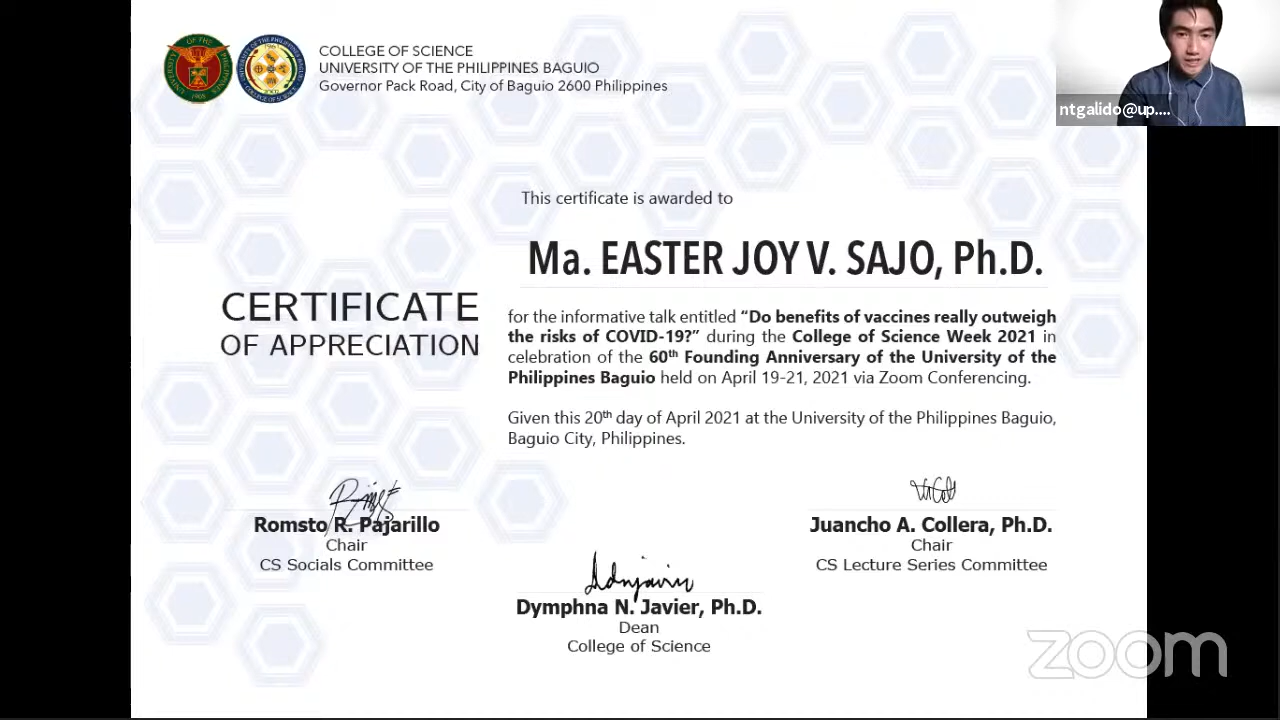 COLLEGE OF SCIENCE
UNIVERSITY OF THE PHILIPPINES BAGUIO
Governor Pack Road, City of Baguio 2600 Philippines
ntgalido@up....
This certificate is awarded to
Ma. EASTER JOY V. SAJO, Ph.D.
CERTIFICATE
OF APPRECIATION
for the informative talk entitled “Do benefits of vaccines really outweigh
the risks of COVID-19?” during the College of Science Week 2021 in
celebration of the 60th Founding Anniversary of the University of the
Philippines Baguio held on April 19-21, 2021 via Zoom Conferencing.
Given this 20th day of April 2021 at the University of the Philippines Baguio,
Baguio City, Philippines.
Romsto R. Pajarillo
Chair
CS Socials Committee
Juancho A. Collera, Ph.D.
Chair
CS Lecture Series Committee
Dymphna N. Javier, Ph.D.
Dean
College of Science
zoom